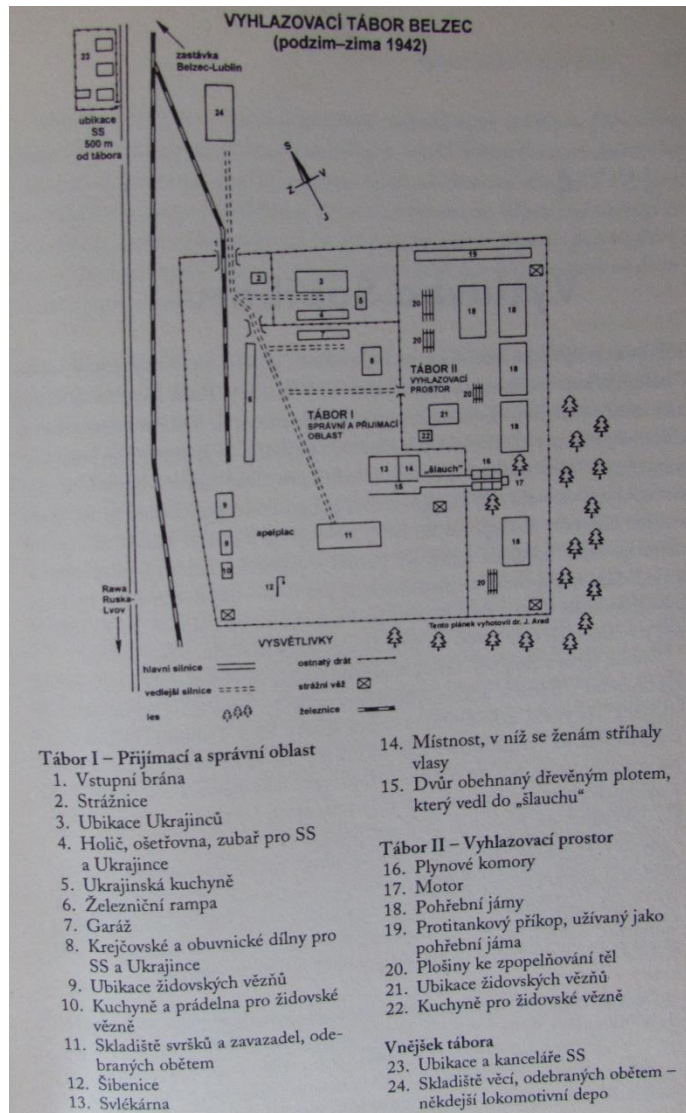 VYHLAZOVACÍ TÁBOR BELZEC
(podzim–zima 1942)
23
zastávka
Belzec-Lublin
24
ubikace
SS
500 m
od tábora
S
V
Z
J
1
2
3
5
4
7
6
8
19
20
18
18
20
TÁBOR II
VYHLAZOVACÍ
PROSTOR
18
20
21
22
18
TÁBOR I
SPRÁVNÍ A PŘIJÍMACÍ
OBLAST
13
14
„šlauch“
16
17
15
9
9
10
apelplac
11
12
18
20
Rawa
Ruska-
Lvov
Tento plánek vyhotovil dr. J. Arad
VYSVĚTLIVKY
hlavní silnice
ostnatý drát
vedlejší silnice
strážní věž
les
železnice
Tábor I – Přijímací a správní oblast
1. Vstupní brána
2. Strážnice
3. Ubikace Ukrajinců
4. Holič, ošetřovna, zubař pro SS
a Ukrajince
5. Ukrajinská kuchyně
6. Železniční rampa
7. Garáž
8. Krejčovské a obuvnické dílny pro
SS a Ukrajince
9. Ubikace židovských vězňů
10. Kuchyně a prádelna pro židovské
vězně
11. Skladiště svršků a zavazadel, ode-
braných obětem
12. Šibenice
13. Svlékárna
14. Místnost, v níž se ženám stříhaly
vlasy
15. Dvůr obehnaný dřevěným plotem,
který vedl do „šlauchu“
Tábor II – Vyhlazovací prostor
16. Plynové komory
17. Motor
18. Pohřební jámy
19. Protitankový příkop, užívaný jako
pohřební jáma
20. Plošiny ke zpopelňování těl
21. Ubikace židovských vězňů
22. Kuchyně pro židovské vězně
Vnějšek tábora
23. Ubikace a kanceláře SS
24. Skladiště věcí, odebraných obětem –
někdejší lokomotivní depo